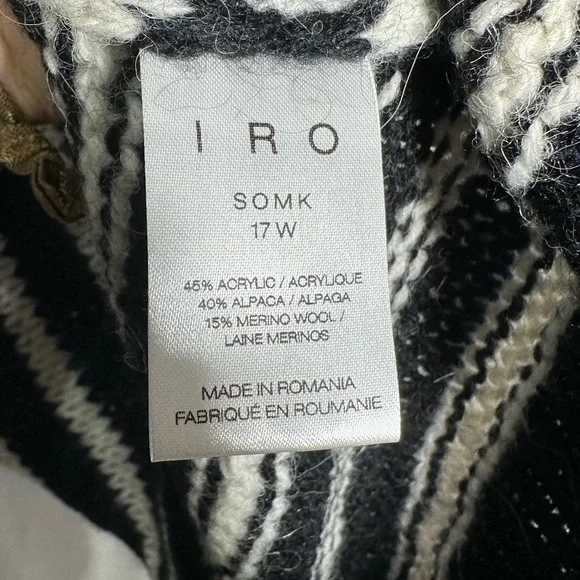 IRO
SOMK
17W
45% ACRYLIC / ACRYLIQUE
40% ALPACA / ALPAGA
15% MERINO WOOL /
LAINE MERINOS
MADE IN ROMANIA
FABRIQUÉ EN ROUMANIE